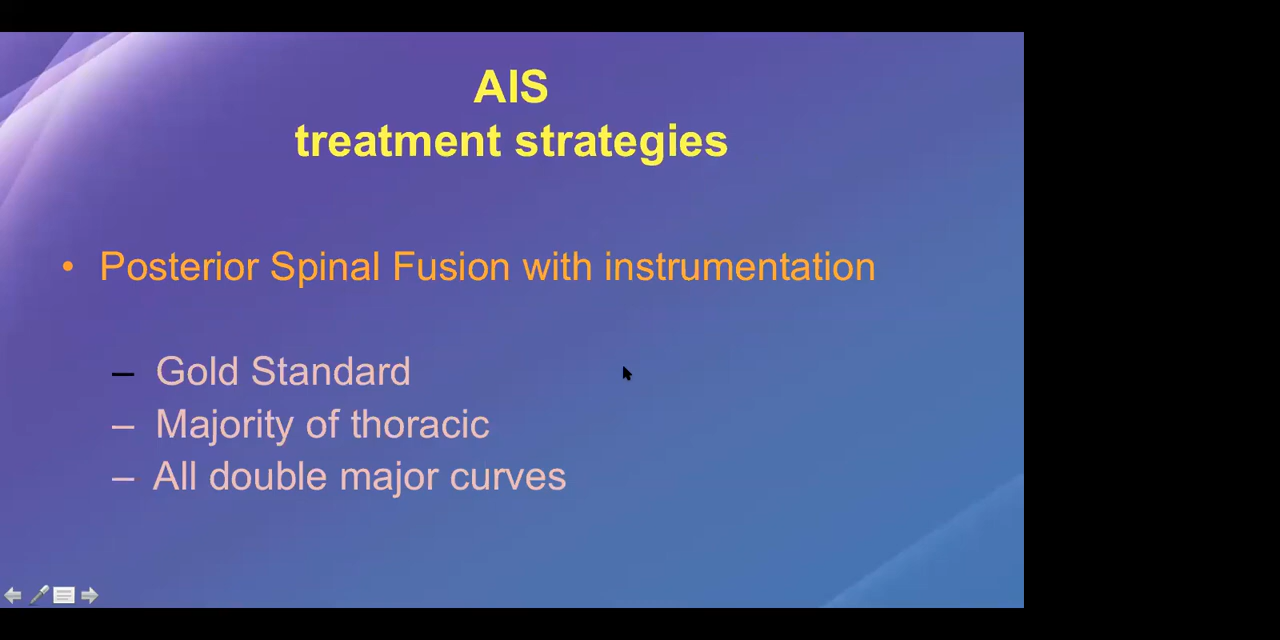 AIS
treatment strategies
• Posterior Spinal Fusion with instrumentation
– Gold Standard
– Majority of thoracic
– All double major curves